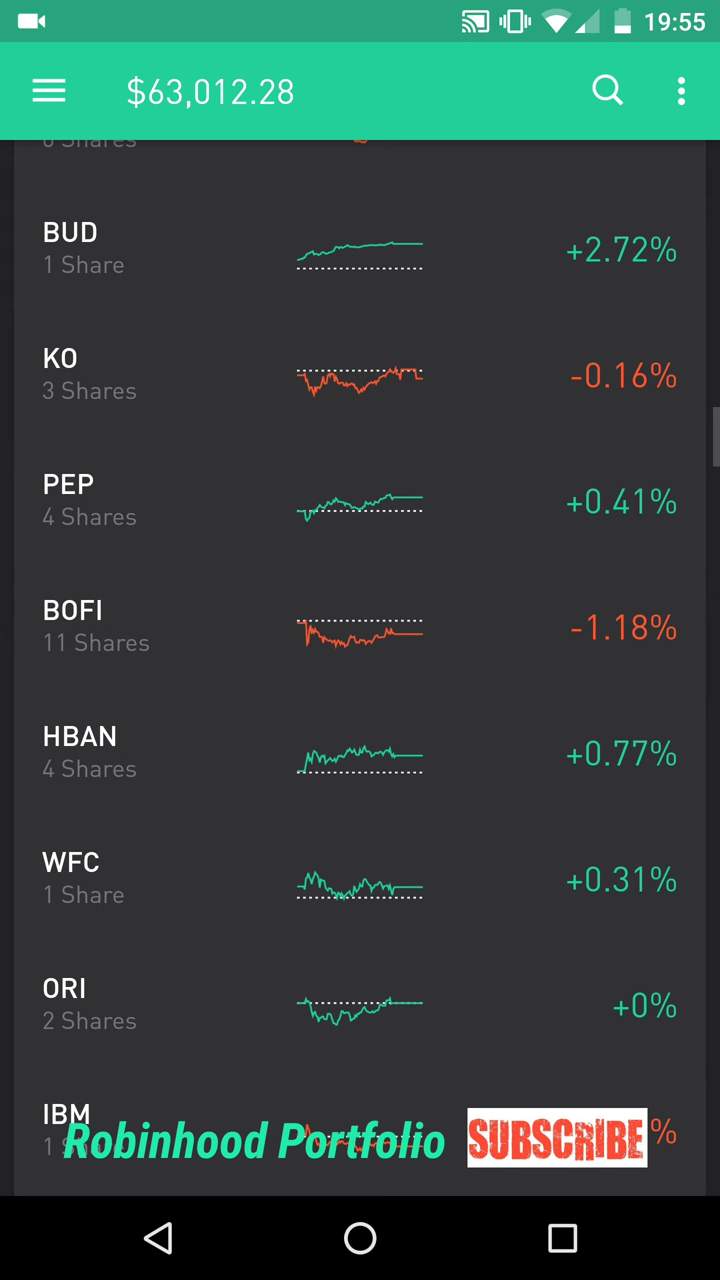 19:55
$63,012.28
Shares
BUD
1 Share
+2.72%
KO
3 Shares
-0.16%
PEP
4 Shares
+0.41%
BOFI
11 Shares
-1.18%
HBAN
4 Shares
+0.77%
WFC
1 Share
+0.31%
ORI
2 Shares
+0%
IBM
1
%
Robinhood Portfolio
SUBSCRIBE